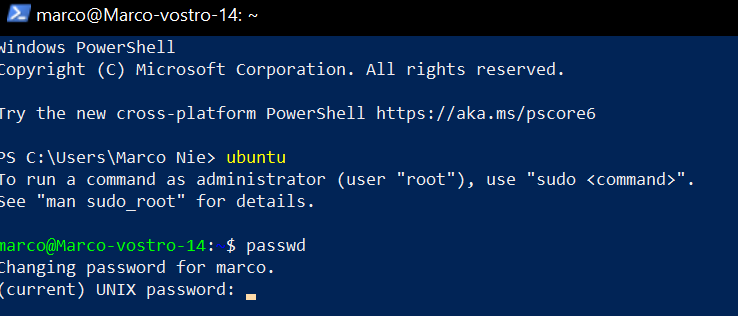 marco@Marco-vostro-14: ~
Windows PowerShell
Copyright (C) Microsoft Corporation. All rights reserved.
Try the new cross-platform PowerShell https://aka.ms/pscore6
PS C:\Users\Marco Nie> ubuntu
To run a command as administrator (user "root"), use "sudo <command>".
See "man sudo_root" for details.
marco@Marco-vostro-14:~$ passwd
Changing password for marco.
(current) UNIX password: